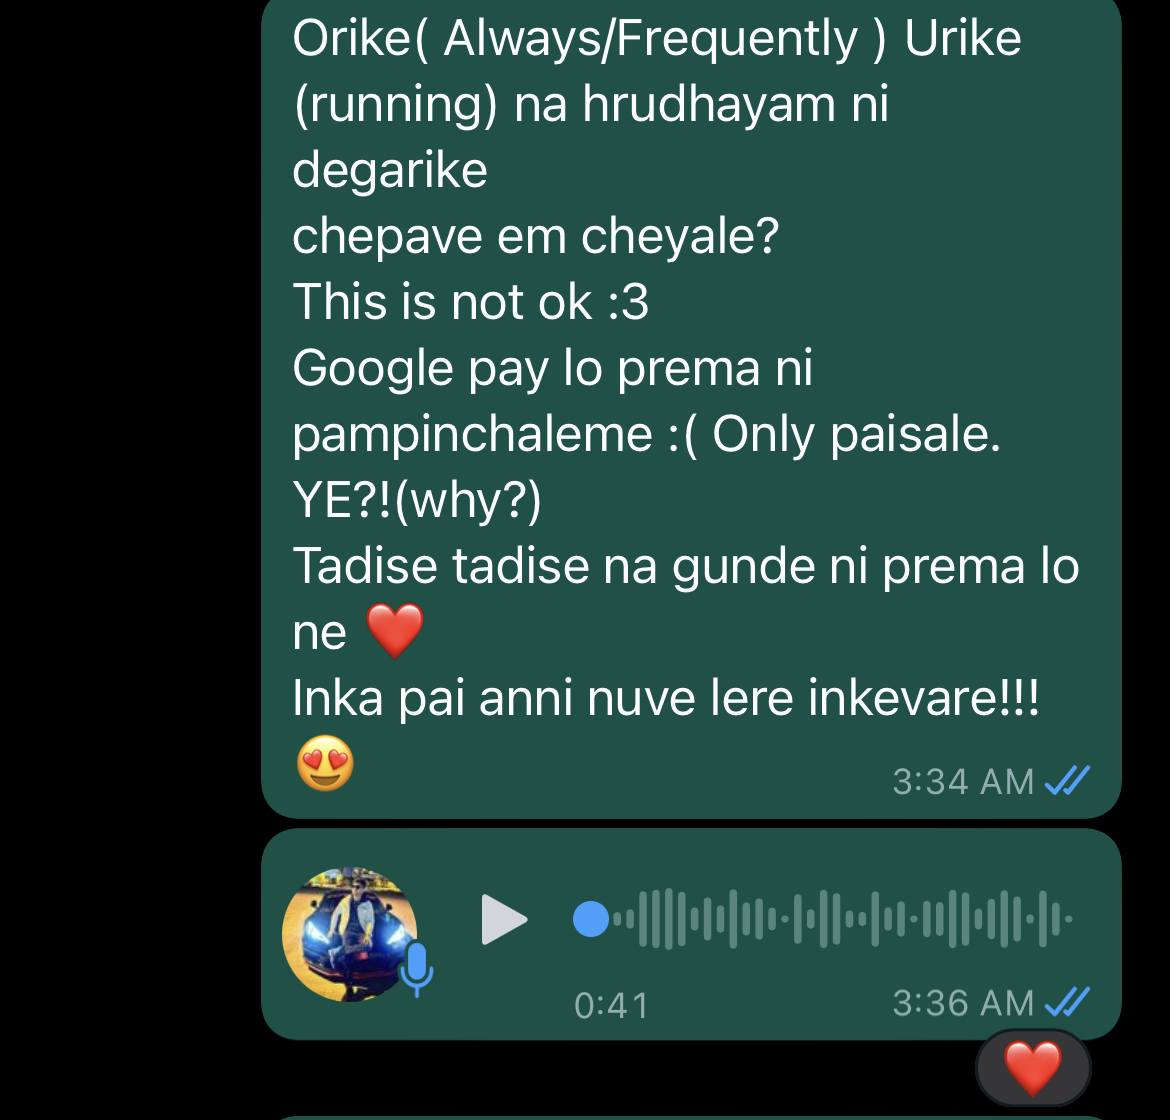 Orike( Always/Frequently ) Urike
(running) na hrudhayam ni
degarike
chepave em cheyale?
This is not ok :3
Google pay lo prema ni
pampinchaleme :( Only paisale.
YE?!(why?)
Tadise tadise na gunde ni prema lo
ne ❤️
Inka pai anni nuve lere inkevare!!!
😍
3:34 AM
0:41 3:36 AM
❤️